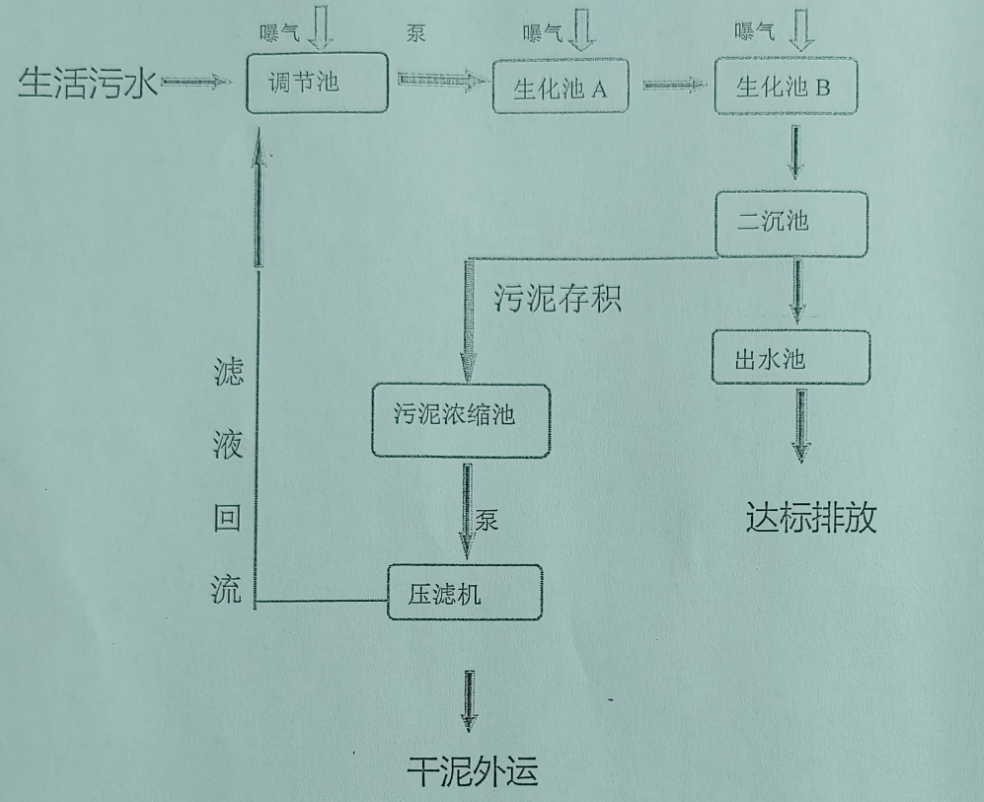 曝气
泵
曝气
曝气
生活污水
调节池
生化池 A
生化池 B
二沉池
污泥存积
出水池
滤液回流
污泥浓缩池
泵
达标排放
压滤机
干泥外运